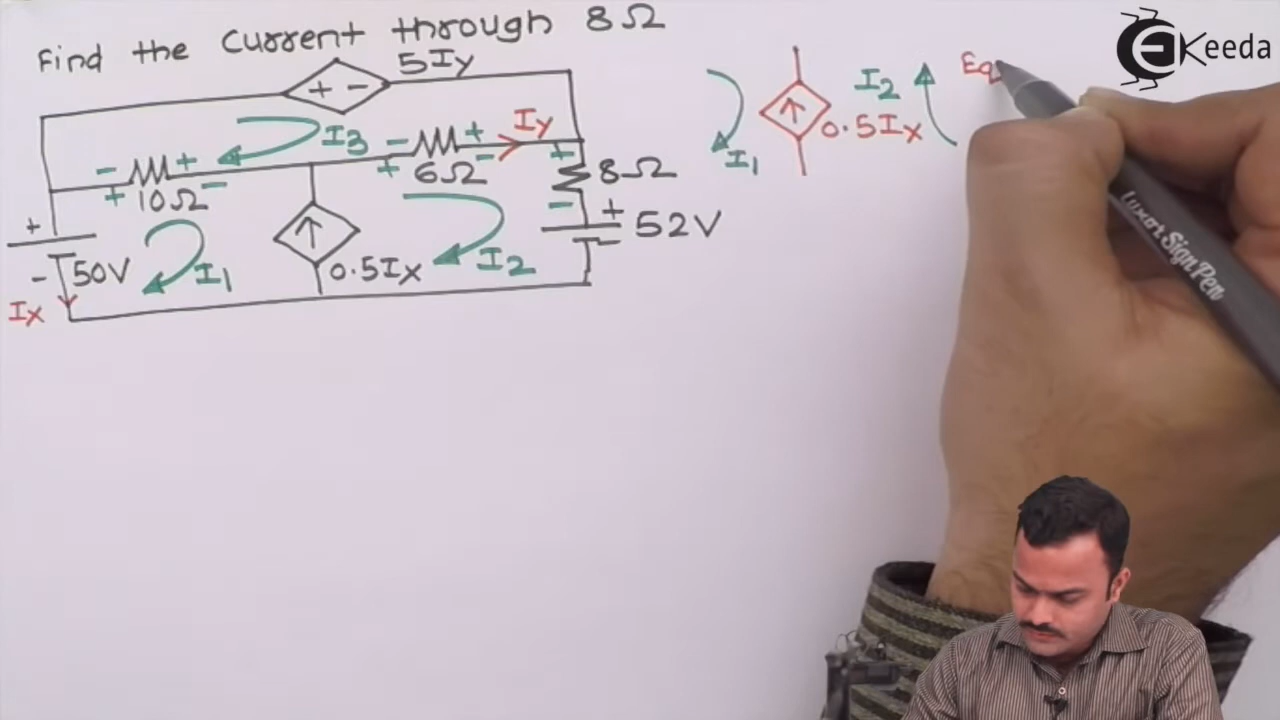 Find the Current through 8Ω
EKeeda
5Iy
+ -
I3
- + - + Iy
10Ω + - + 6Ω - + 8Ω
+ - + 52V
50V I1 0.5Ix I2
-
Ix
I1 0.5Ix I2
Eq
Luxor Sign Pen